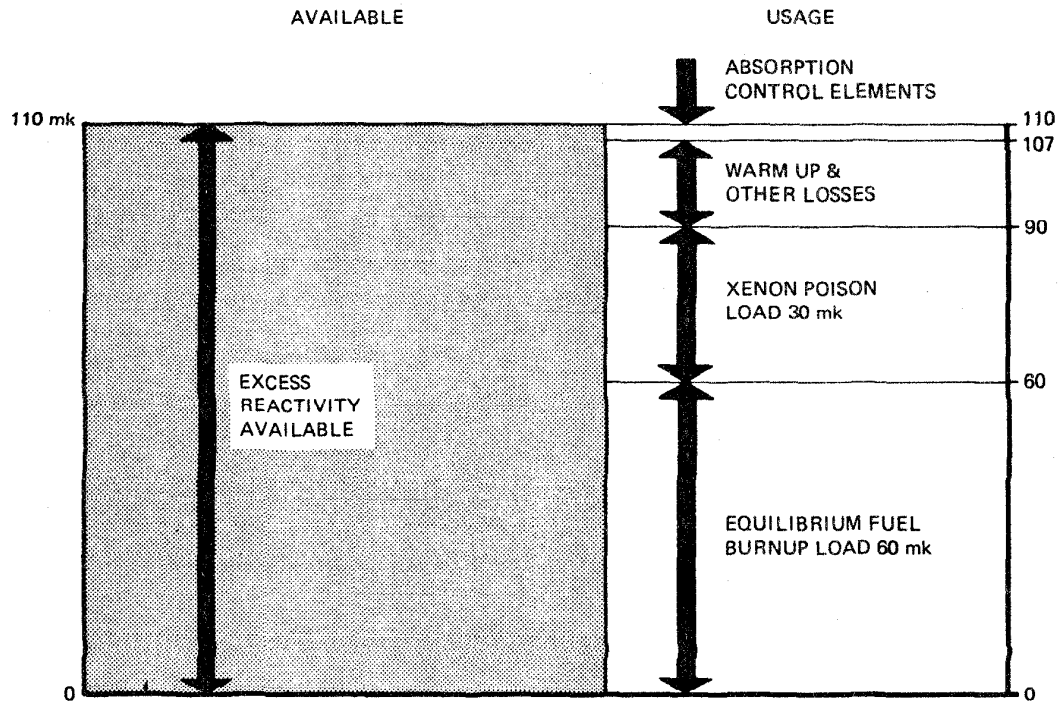 AVAILABLE
USAGE
ABSORPTION
CONTROL ELEMENTS
110 mk
110
107
WARM UP &
OTHER LOSSES
90
XENON POISON
LOAD 30 mk
60
EXCESS
REACTIVITY
AVAILABLE
EQUILIBRIUM FUEL
BURNUP LOAD 60 mk
0
0